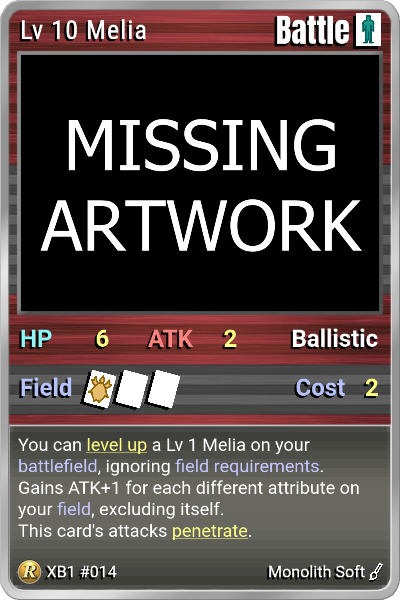 Lv 10 Melia Battle
MISSING
ARTWORK
HP 6 ATK 2 Ballistic
Field Cost 2
You can level up a Lv 1 Melia on your
battlefield, ignoring field requirements.
Gains ATK+1 for each different attribute on
your field, excluding itself.
This card's attacks penetrate.
R XB1 #014 Monolith Soft